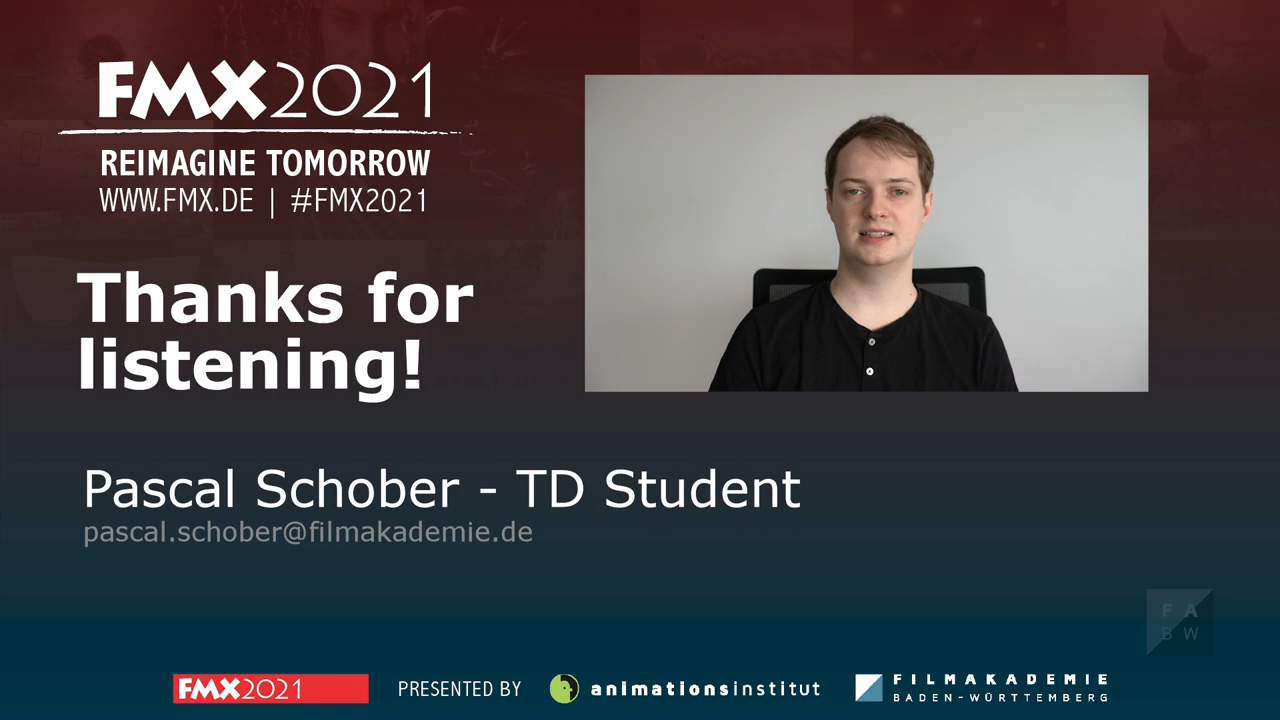 FMX2021
REIMAGINE TOMORROW
WWW.FMX.DE | #FMX2021
Thanks for
listening!
Pascal Schober - TD Student
pascal.schober@filmakademie.de
F A
B W
FMX2021
PRESENTED BY
animationsinstitut
FILMAKADEMIE
BADEN-WÜRTTEMBERG